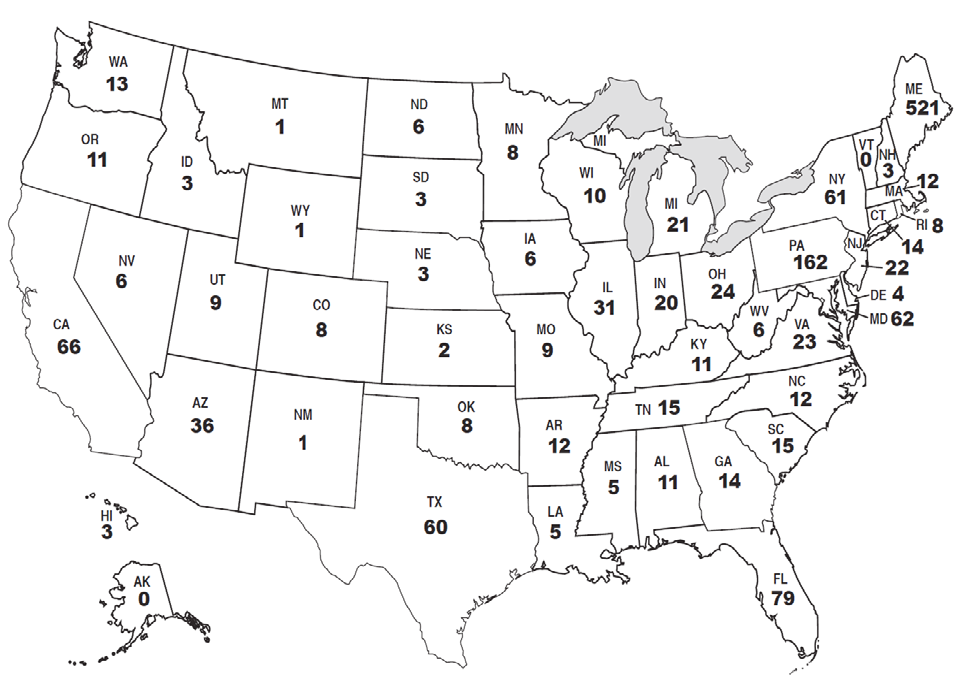 WA
13
MT
1
ND
6
MN
8
OR
11
ID
3
WY
1
SD
3
WI
10
MI
MI
21
NY
61
VT
0
NH
3
ME
521
MA
12
CT
14
RI 8
NJ
22
PA
162
DE 4
MD 62
NV
6
UT
9
CO
8
NE
3
IA
6
IL
31
IN
20
OH
24
WV
6
VA
23
CA
66
KS
2
MO
9
KY
11
NC
12
TN 15
AZ
36
NM
1
OK
8
AR
12
SC
15
MS
5
AL
11
GA
14
TX
60
LA
5
FL
79
HI
3
AK
0